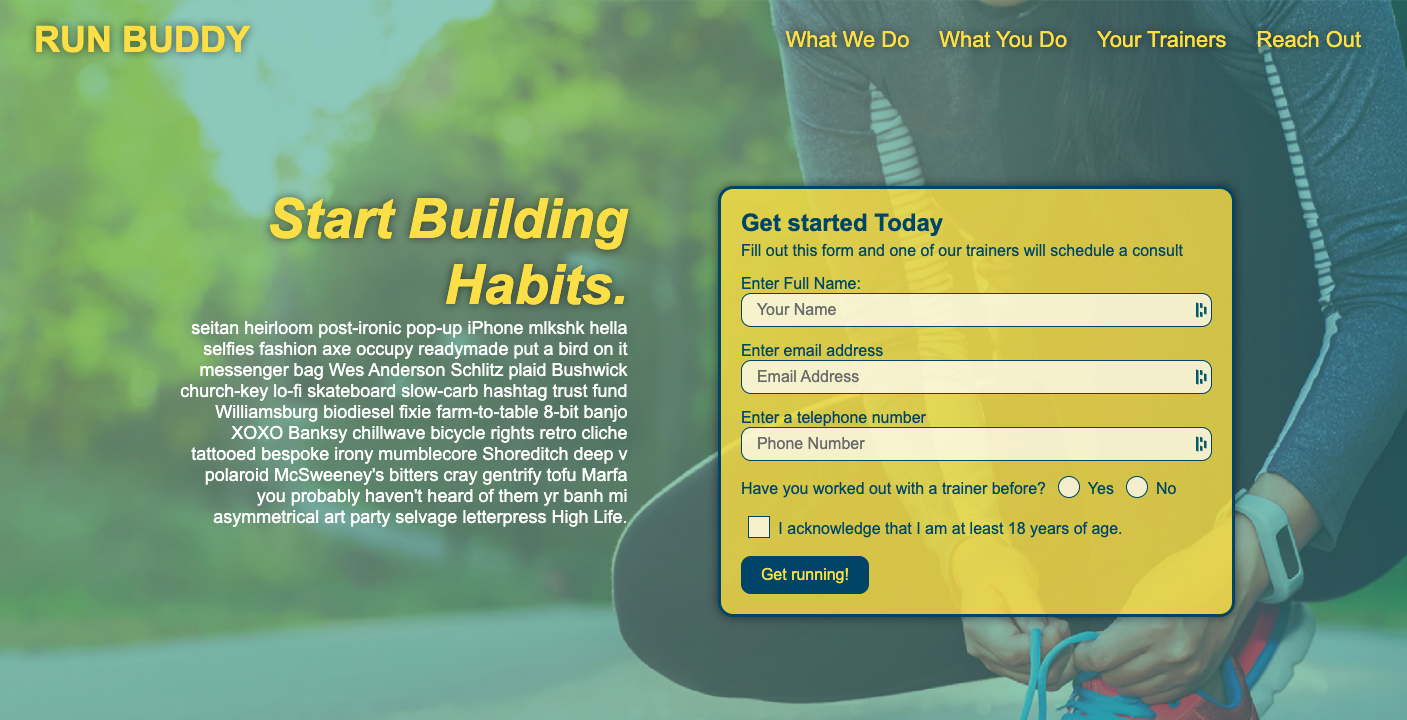 RUN BUDDY
What We Do What You Do Your Trainers Reach Out
Start Building
Habits.
seitan heirloom post-ironic pop-up iPhone mlkshk hella
selfies fashion axe occupy readymade put a bird on it
messenger bag Wes Anderson Schlitz plaid Bushwick
church-key lo-fi skateboard slow-carb hashtag trust fund
Williamsburg biodiesel fixie farm-to-table 8-bit banjo
XOXO Banksy chillwave bicycle rights retro cliche
tattooed bespoke irony mumblecore Shoreditch deep v
polaroid McSweeney's bitters cray gentrify tofu Marfa
you probably haven't heard of them yr banh mi
asymmetrical art party selvage letterpress High Life.
Get started Today
Fill out this form and one of our trainers will schedule a consult
Enter Full Name:
Your Name
Enter email address
Email Address
Enter a telephone number
Phone Number
Have you worked out with a trainer before? Yes No
I acknowledge that I am at least 18 years of age.
Get running!